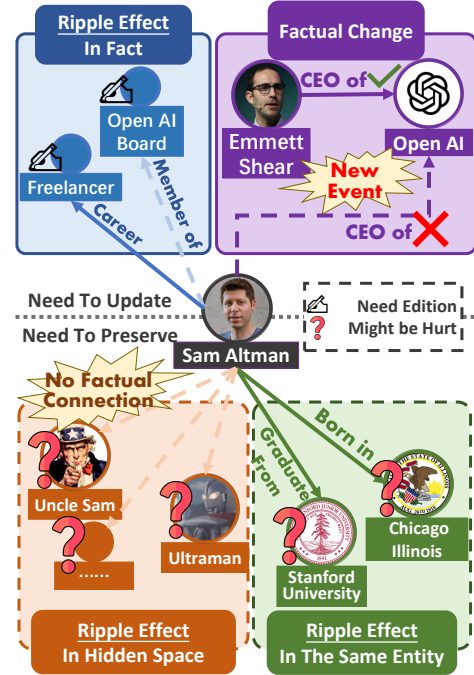 Ripple Effect
In Fact
Factual Change
CEO of
Open AI
Board
Emmett
Shear
Open AI
Freelancer
New
Event
Member of
Career
CEO of
Need To Update
Need To Preserve
Need Edition
? Might be Hurt
Sam Altman
No Factual
Connection
Born in
Graduate
From
?
Uncle Sam
?
......
?
Ultraman
?
Stanford
University
?
Chicago
Illinois
Ripple Effect
In Hidden Space
Ripple Effect
In The Same Entity